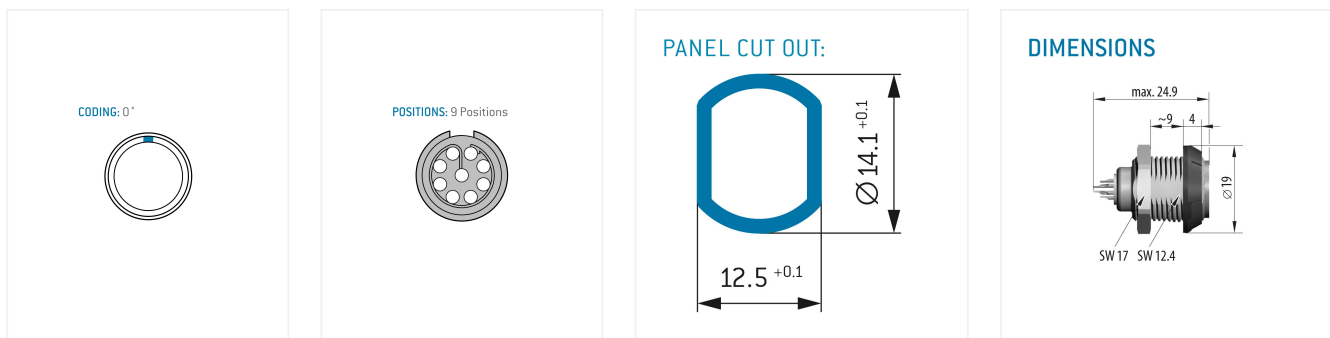 CODING: 0°
POSITIONS: 9 Positions
PANEL CUT OUT:
Ø 14.1 +0.1
12.5 +0.1
DIMENSIONS
max. 24.9
~9
4
Ø19
SW 17
SW 12.4